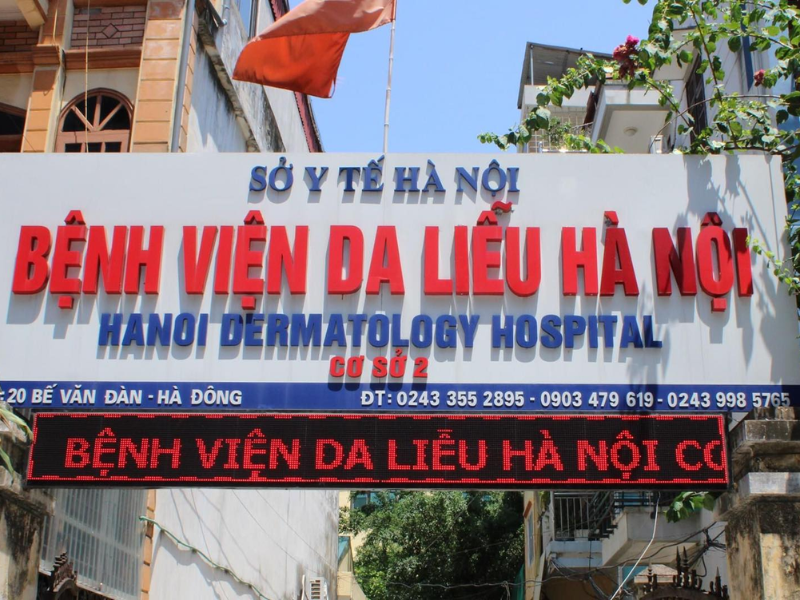 SỞ Y TẾ HÀ NỘI
BỆNH VIỆN DA LIỄU HÀ NỘI
HANOI DERMATOLOGY HOSPITAL
CƠ SỞ 2
: 20 BẾ VĂN ĐÀN - HÀ ĐÔNG ĐT: 0243 355 2895 - 0903 479 619 - 0243 998 5765
BỆNH VIỆN DA LIỄU HÀ NỘI CƠ